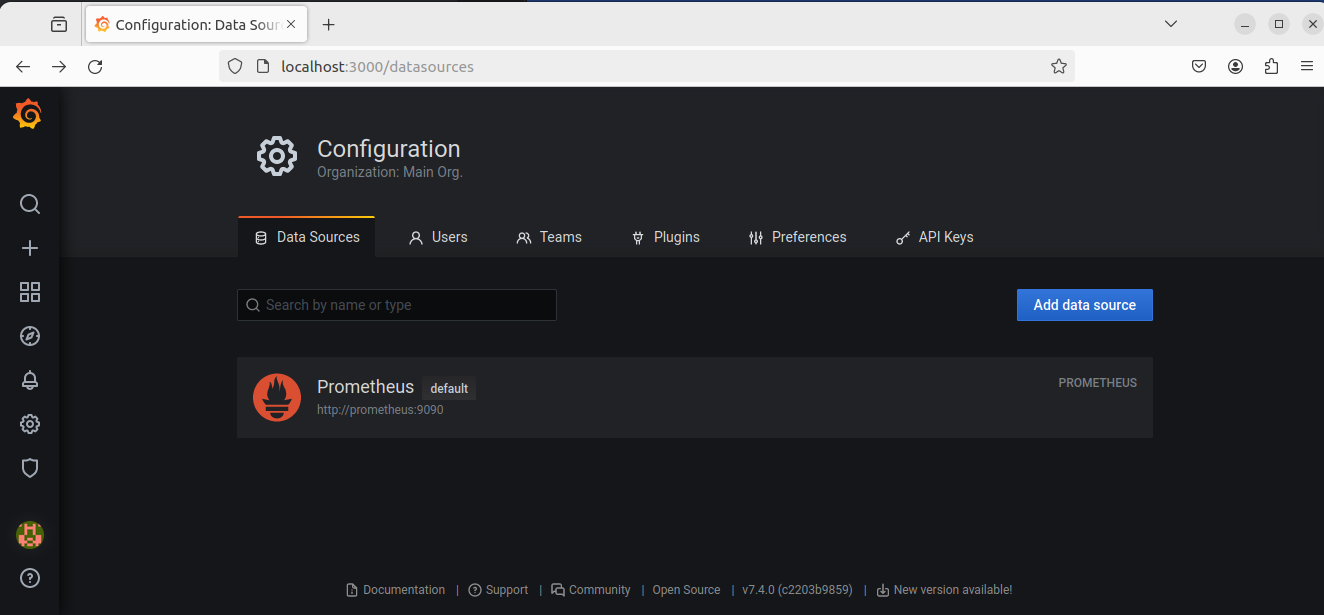 Configuration: Data Sour
localhost:3000/datasources
Configuration
Organization: Main Org.
Data Sources
Users
Teams
Plugins
Preferences
API Keys
Search by name or type
Add data source
Prometheus
default
PROMETHEUS
http://prometheus:9090
Documentation | Support | Community | Open Source | v7.4.0 (c2203b9859) | New version available!